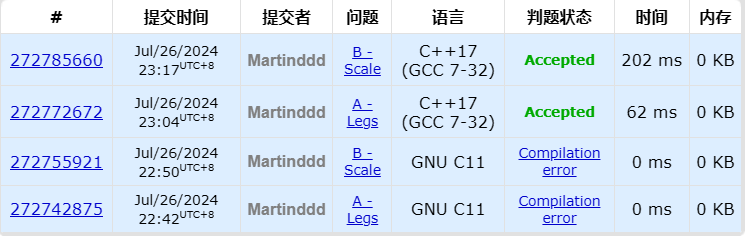 # 提交时间 提交者 问题 语言 判题状态 时间 内存
272785660 Jul/26/2024 23:17UTC+8 Martinddd B - Scale C++17 (GCC 7-32) Accepted 202 ms 0 KB
272772672 Jul/26/2024 23:04UTC+8 Martinddd A - Legs C++17 (GCC 7-32) Accepted 62 ms 0 KB
272755921 Jul/26/2024 22:50UTC+8 Martinddd B - Scale GNU C11 Compilation error 0 ms 0 KB
272742875 Jul/26/2024 22:42UTC+8 Martinddd A - Legs GNU C11 Compilation error 0 ms 0 KB